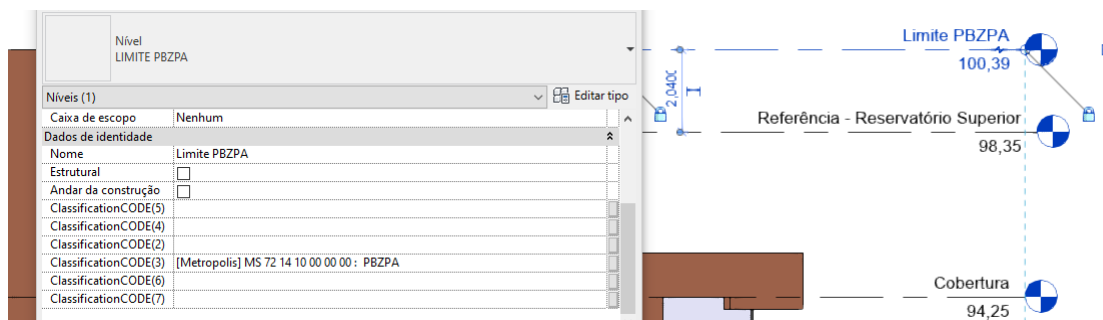 Nível
LIMITE PBZPA
Níveis (1)
Editar tipo
Caixa de escopo Nenhum
Dados de identidade
Nome Limite PBZPA
Estrutural
Andar da construção
ClassificationCODE(5)
ClassificationCODE(4)
ClassificationCODE(2)
ClassificationCODE(3) [Metropolis] MS 72 14 10 00 00 00 : PBZPA
ClassificationCODE(6)
ClassificationCODE(7)
Limite PBZPA
100,39
2,0400
Referência - Reservatório Superior
98,35
Cobertura
94,25